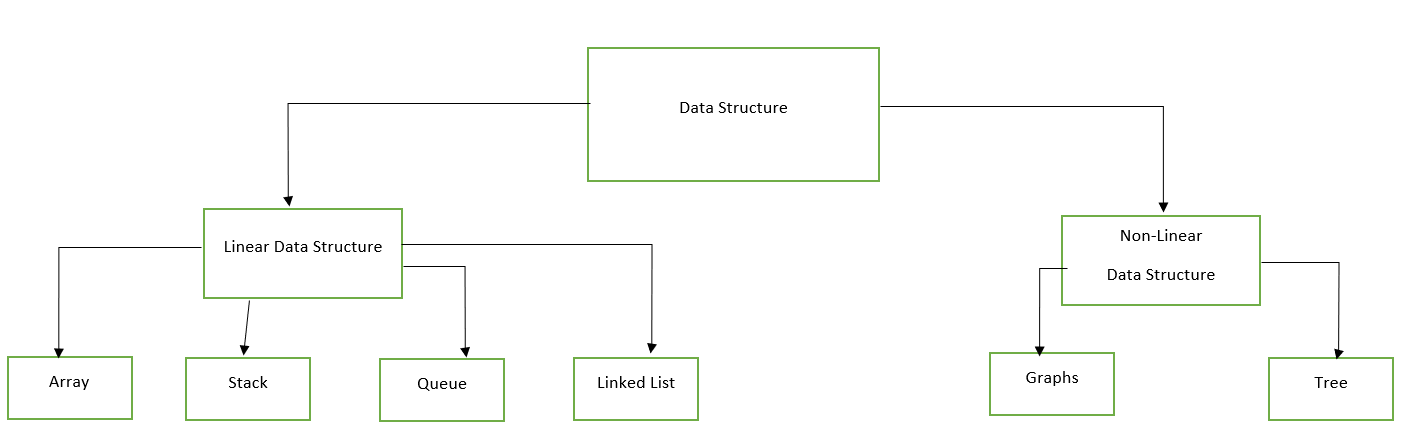 Data Structure
Linear Data Structure
Non-Linear
Data Structure
Array
Stack
Queue
Linked List
Graphs
Tree